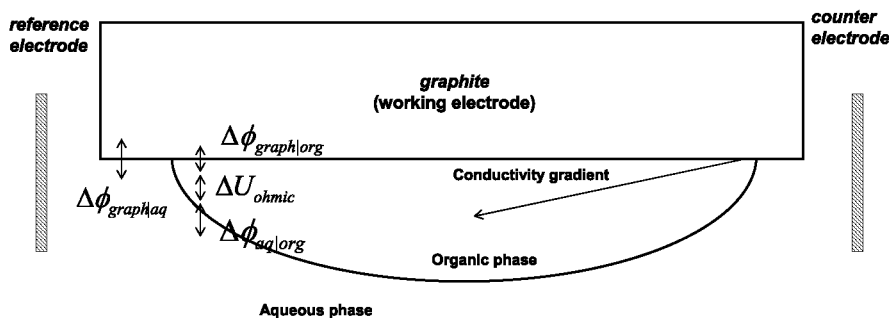 reference
electrode
counter
electrode
graphite
(working electrode)
Δϕgraph|org
Conductivity gradient
Δϕgraph|aq
ΔUohmic
Δϕaq|org
Organic phase
Aqueous phase